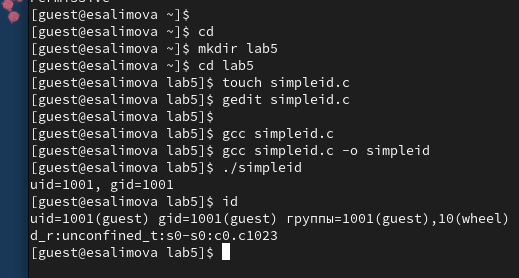 [guest@esalimova ~]$
[guest@esalimova ~]$ cd
[guest@esalimova ~]$ mkdir lab5
[guest@esalimova ~]$ cd lab5
[guest@esalimova lab5]$ touch simpleid.c
[guest@esalimova lab5]$ gedit simpleid.c
[guest@esalimova lab5]$
[guest@esalimova lab5]$ gcc simpleid.c
[guest@esalimova lab5]$ gcc simpleid.c -o simpleid
[guest@esalimova lab5]$ ./simpleid
uid=1001, gid=1001
[guest@esalimova lab5]$ id
uid=1001(guest) gid=1001(guest) группы=1001(guest),10(wheel)
d_r:unconfined_t:s0-s0:c0.c1023
[guest@esalimova lab5]$